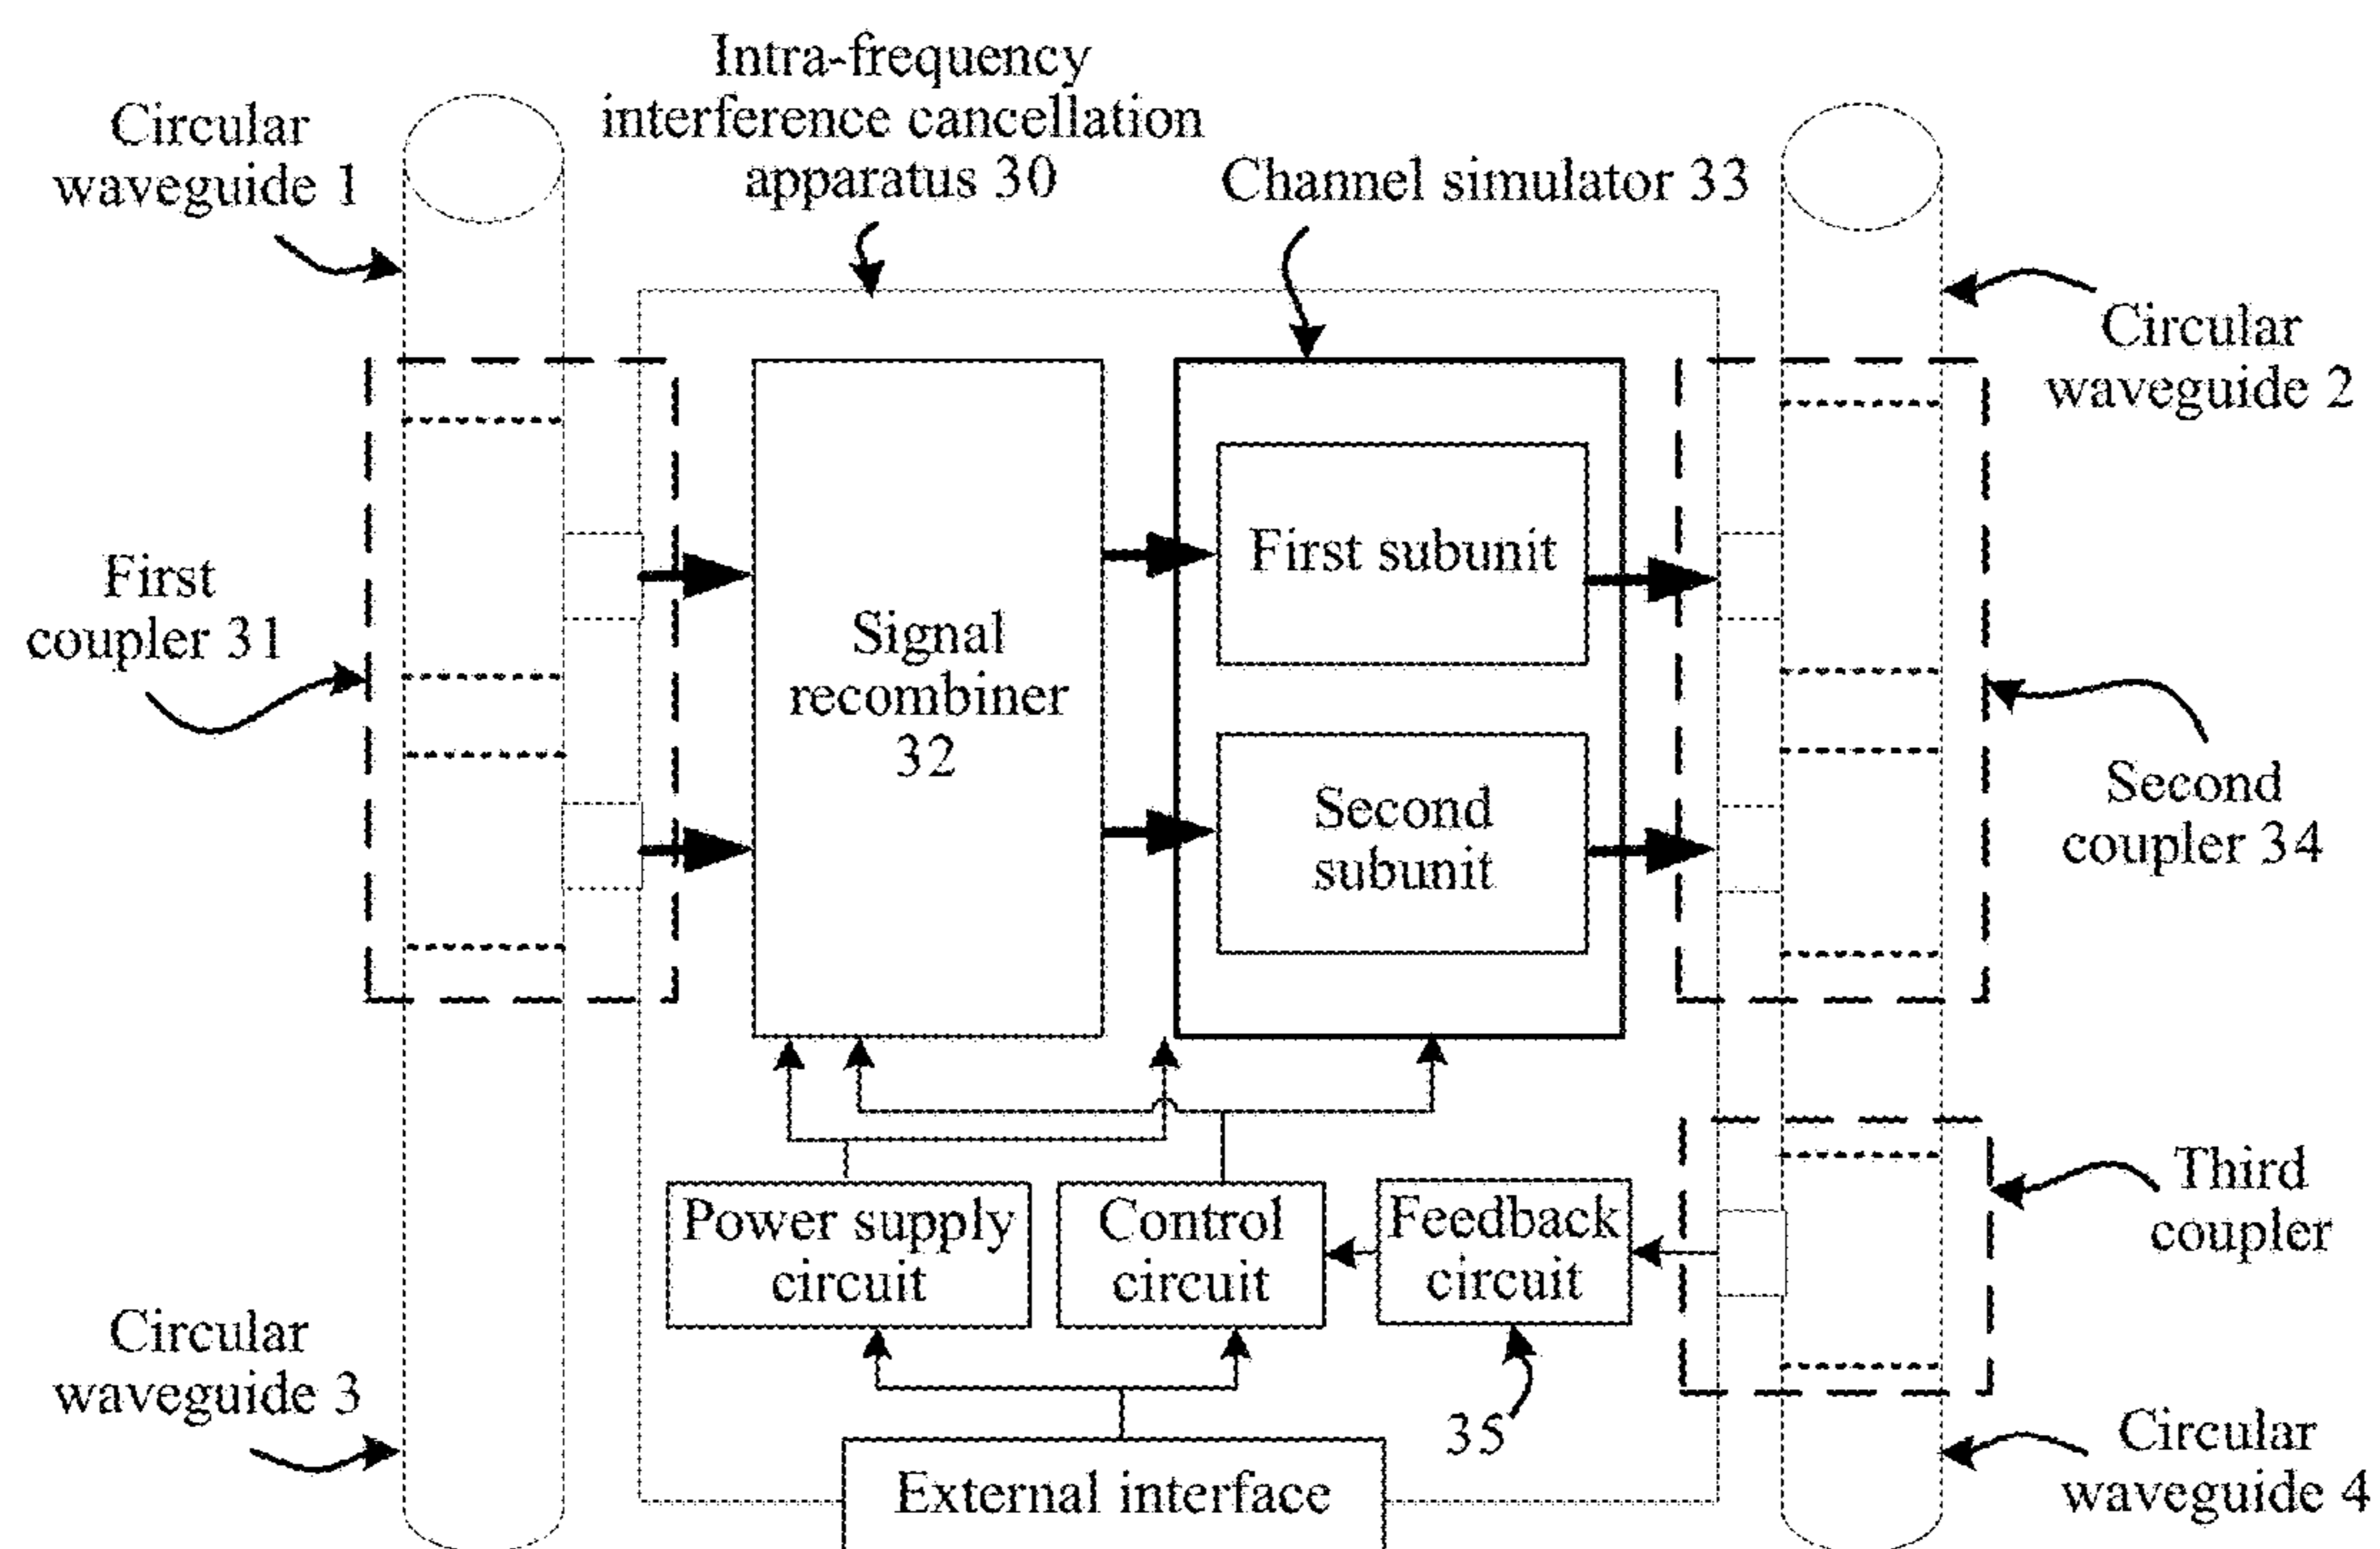 Intra-frequency
interference cancellation
apparatus 30
Circular
waveguide 1
Channel simulator 33
Circular
waveguide 2
First
coupler 31
Signal
recombiner
32
First subunit
Second
subunit
Second
coupler 34
Third
coupler
Power supply
circuit
Control
circuit
Feedback
circuit
35
Circular
waveguide 3
Circular
waveguide 4
External interface